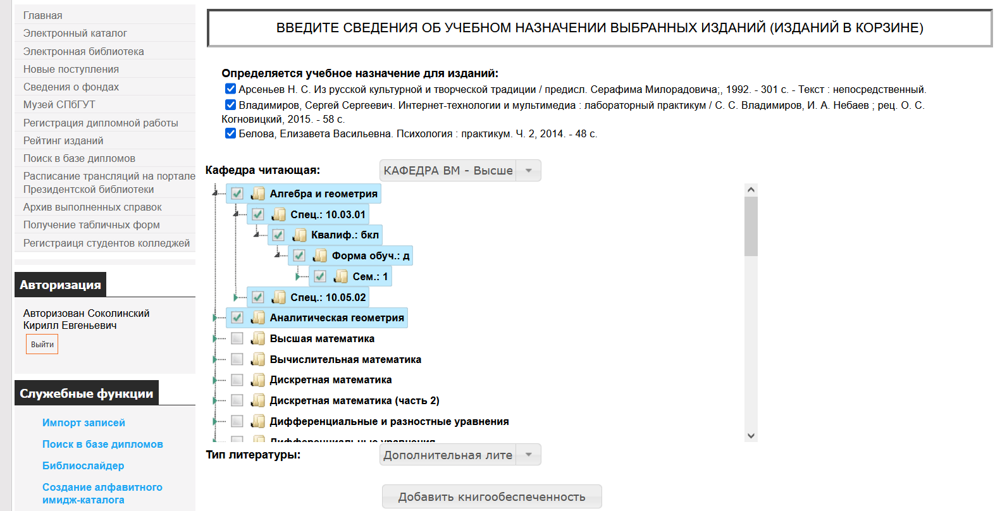 Главная
Электронный каталог
Электронная библиотека
Новые поступления
Сведения о фондах
Музей СПбГУТ
Регистрация дипломной работы
Рейтинг изданий
Поиск в базе дипломов
Расписание трансляций на портале
Президентской библиотеки
Архив выполненных справок
Получение табличных форм
Регистраиця студентов колледжей
Авторизация
Авторизован Соколинский
Кирилл Евгеньевич
Выйти
Служебные функции
Импорт записей
Поиск в базе дипломов
Библиослайдер
Создание алфавитного
имидж-каталога
ВВЕДИТЕ СВЕДЕНИЯ ОБ УЧЕБНОМ НАЗНАЧЕНИИ ВЫБРАННЫХ ИЗДАНИЙ (ИЗДАНИЙ В КОРЗИНЕ)
Определяется учебное назначение для изданий:
Арсеньев Н. С. Из русской культурной и творческой традиции / предисл. Серафима Милорадовича;, 1992. - 301 с. - Текст : непосредственный.
Владимиров, Сергей Сергеевич. Интернет-технологии и мультимедиа : лабораторный практикум / С. С. Владимиров, И. А. Небаев ; рец. О. С.
Когновицкий, 2015. - 58 с.
Белова, Елизавета Васильевна. Психология : практикум. Ч. 2, 2014. - 48 с.
Кафедра читающая:
КАФЕДРА ВМ - Высше
Алгебра и геометрия
Спец.: 10.03.01
Квалиф.: бкл
Форма обуч.: д
Сем.: 1
Спец.: 10.05.02
Аналитическая геометрия
Высшая математика
Вычислительная математика
Дискретная математика
Дискретная математика (часть 2)
Дифференциальные и разностные уравнения
Дифференциальные уравнения
Тип литературы:
Дополнительная лите
Добавить книгообеспеченность